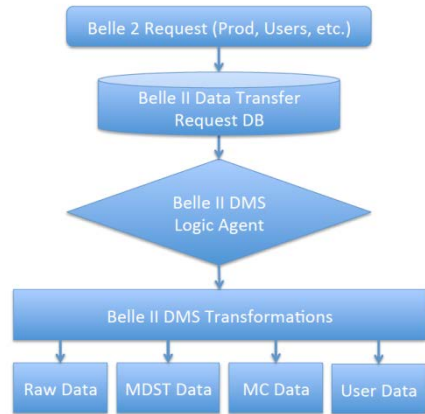 Belle 2 Request (Prod, Users, etc.)
Belle II Data Transfer
Request DB
Belle II DMS
Logic Agent
Belle II DMS Transformations
Raw Data
MDST Data
MC Data
User Data